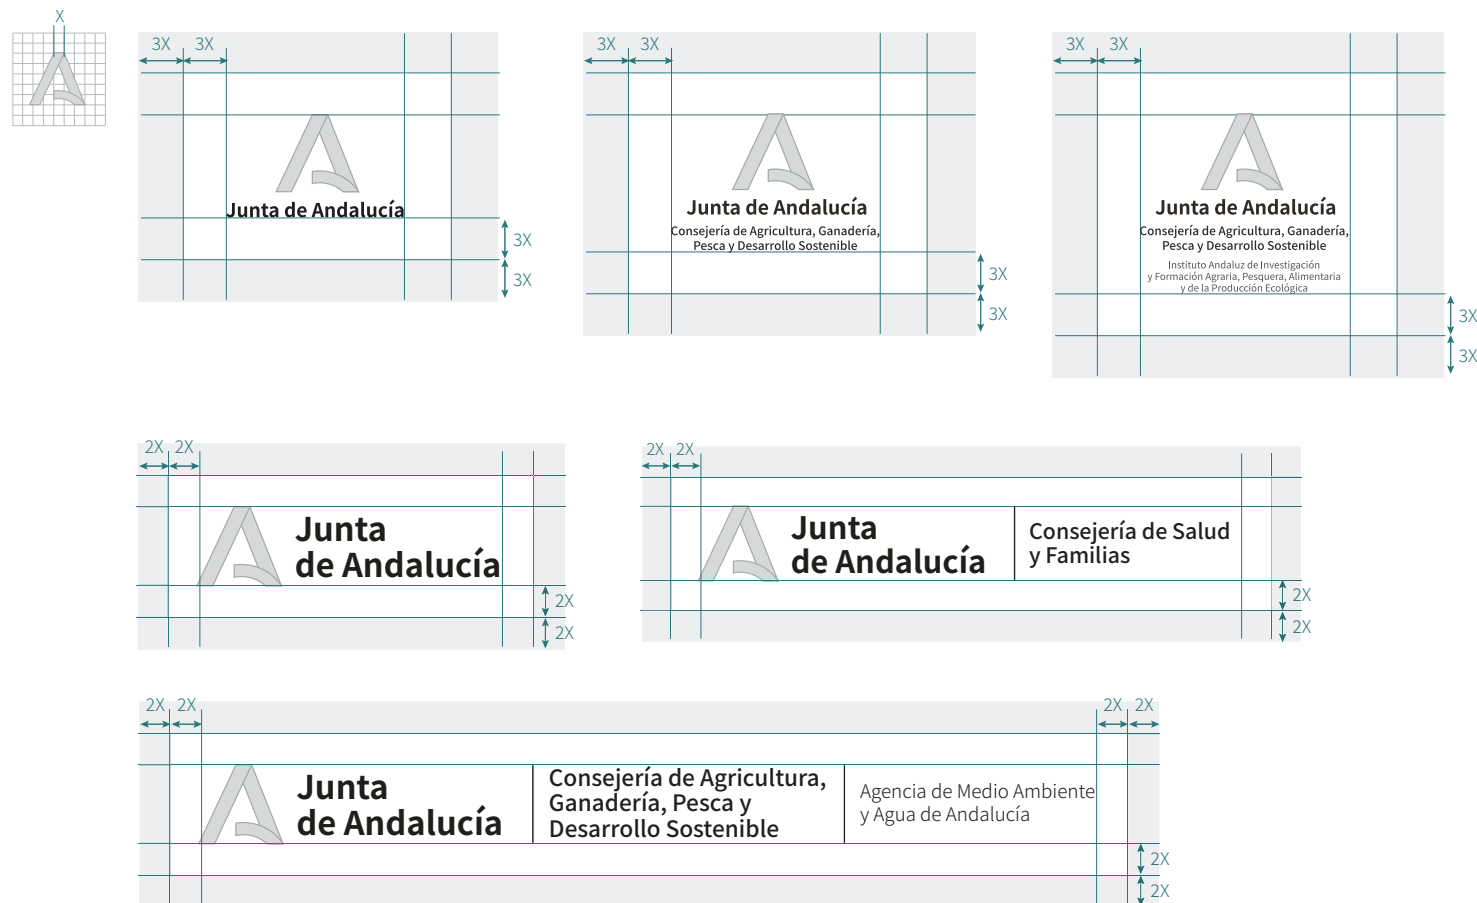 X
3X 3X
Junta de Andalucía
3X
3X
3X 3X
Junta de Andalucía
Consejería de Agricultura, Ganadería,
Pesca y Desarrollo Sostenible
3X
3X
3X 3X
Junta de Andalucía
Consejería de Agricultura, Ganadería,
Pesca y Desarrollo Sostenible
Instituto Andaluz de Investigación
y Formación Agraria, Pesquera, Alimentaria
y de la Producción Ecológica
3X
3X
2X 2X
Junta
de Andalucía
2X
2X
2X 2X
Junta
de Andalucía
Consejería de Salud
y Familias
2X
2X
2X 2X
2X 2X
Junta
de Andalucía
Consejería de Agricultura,
Ganadería, Pesca y
Desarrollo Sostenible
Agencia de Medio Ambiente
y Agua de Andalucía
2X
2X